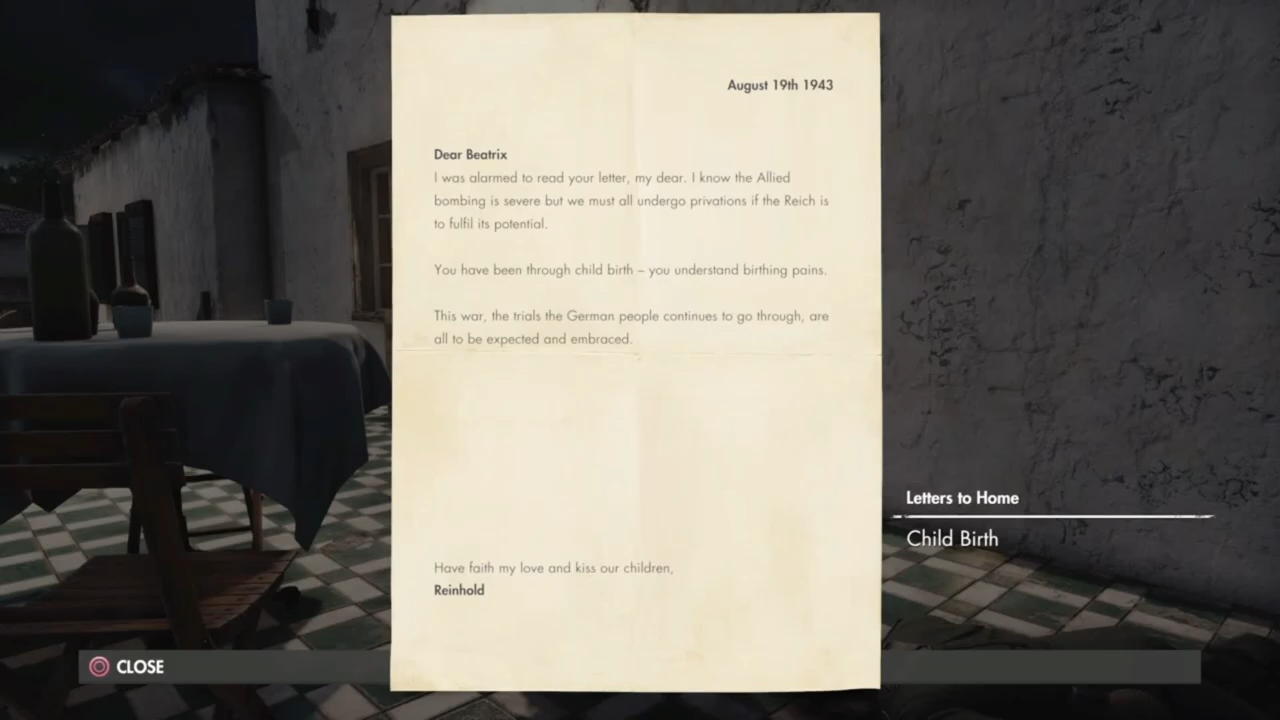 August 19th 1943
Dear Beatrix
I was alarmed to read your letter, my dear. I know the Allied
bombing is severe but we must all undergo privations if the Reich is
to fulfil its potential.
You have been through child birth – you understand birthing pains.
This war, the trials the German people continues to go through, are
all to be expected and embraced.
Have faith my love and kiss our children,
Reinhold
Letters to Home
Child Birth
CLOSE